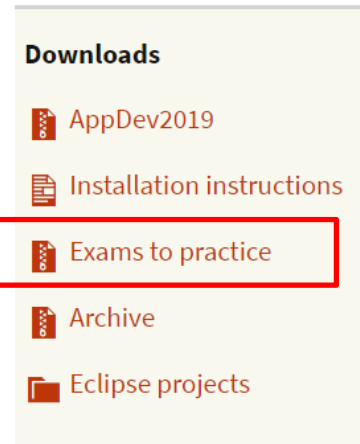 Downloads
AppDev2019
Installation instructions
Exams to practice
Archive
Eclipse projects